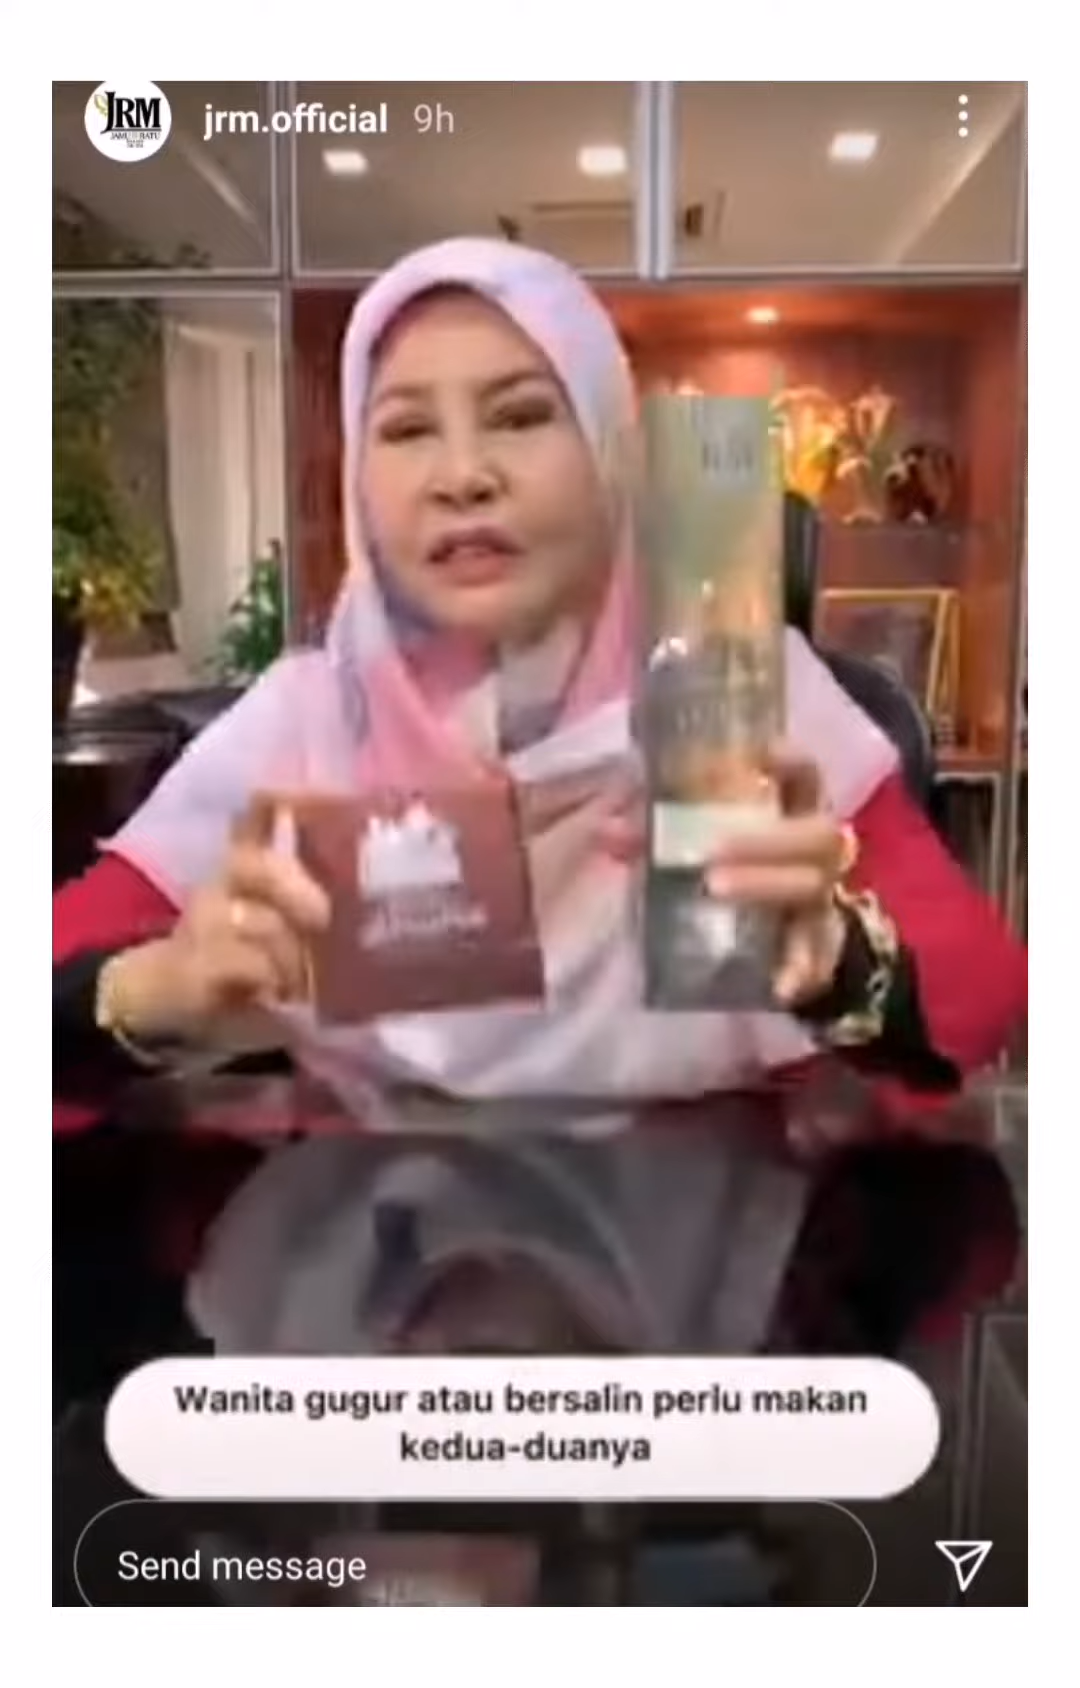 JRM
jrm.official 9h
Wanita gugur atau bersalin perlu makan
kedua-duanya
Send message